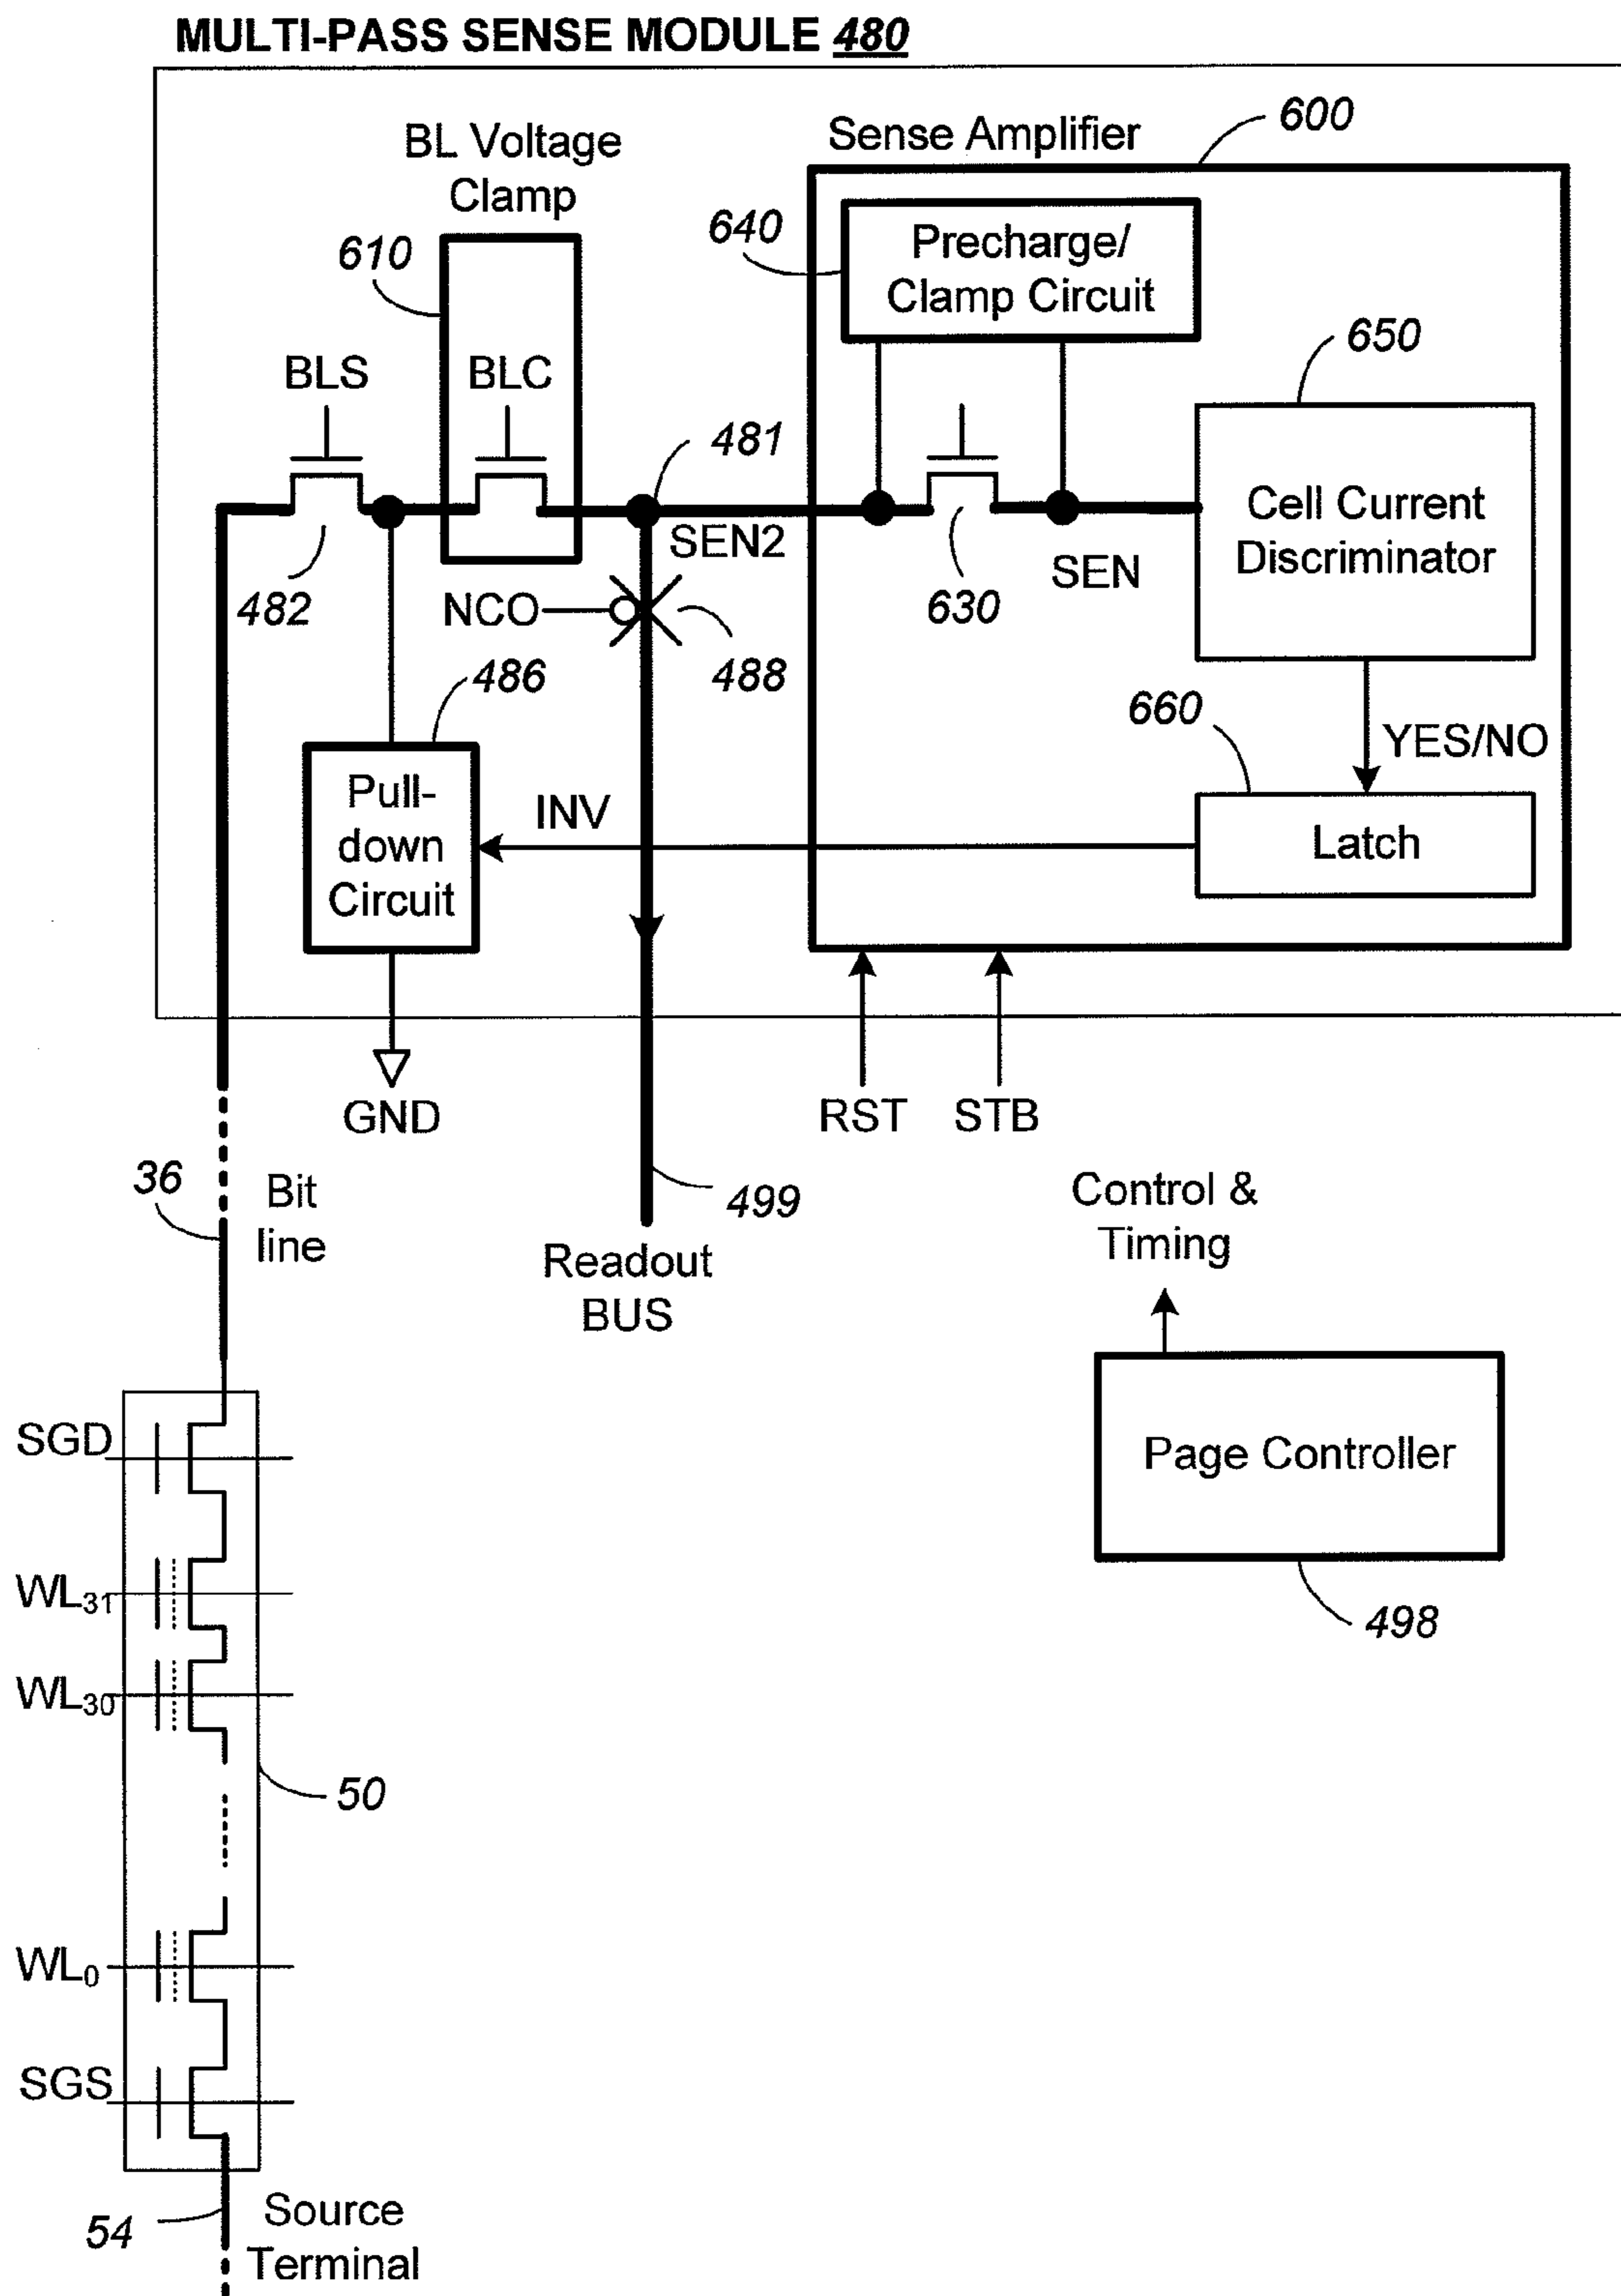 MULTI-PASS SENSE MODULE 480
Sense Amplifier
600
BL Voltage
Clamp
610
640
Precharge/
Clamp Circuit
650
BLS
BLC
481
SEN2
482
NCO
488
630
SEN
Cell Current
Discriminator
486
660
YES/NO
Pull-
down
Circuit
INV
Latch
GND
RST
STB
36
Bit
line
499
Readout
BUS
Control &
Timing
Page Controller
498
SGD
WL31
WL30
50
WL0
SGS
54
Source
Terminal